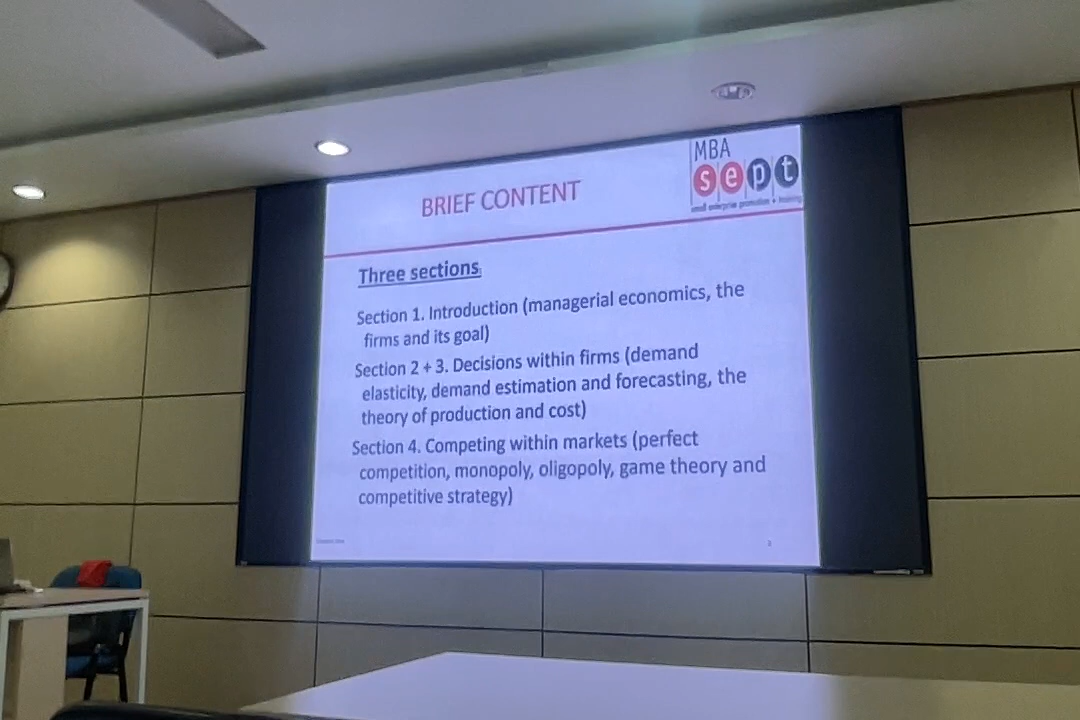 MBA
sept
small enterprise promotion + training
BRIEF CONTENT
Three sections
Section 1. Introduction (managerial economics, the
firms and its goal)
Section 2 + 3. Decisions within firms (demand
elasticity, demand estimation and forecasting, the
theory of production and cost)
Section 4. Competing within markets (perfect
competition, monopoly, oligopoly, game theory and
competitive strategy)